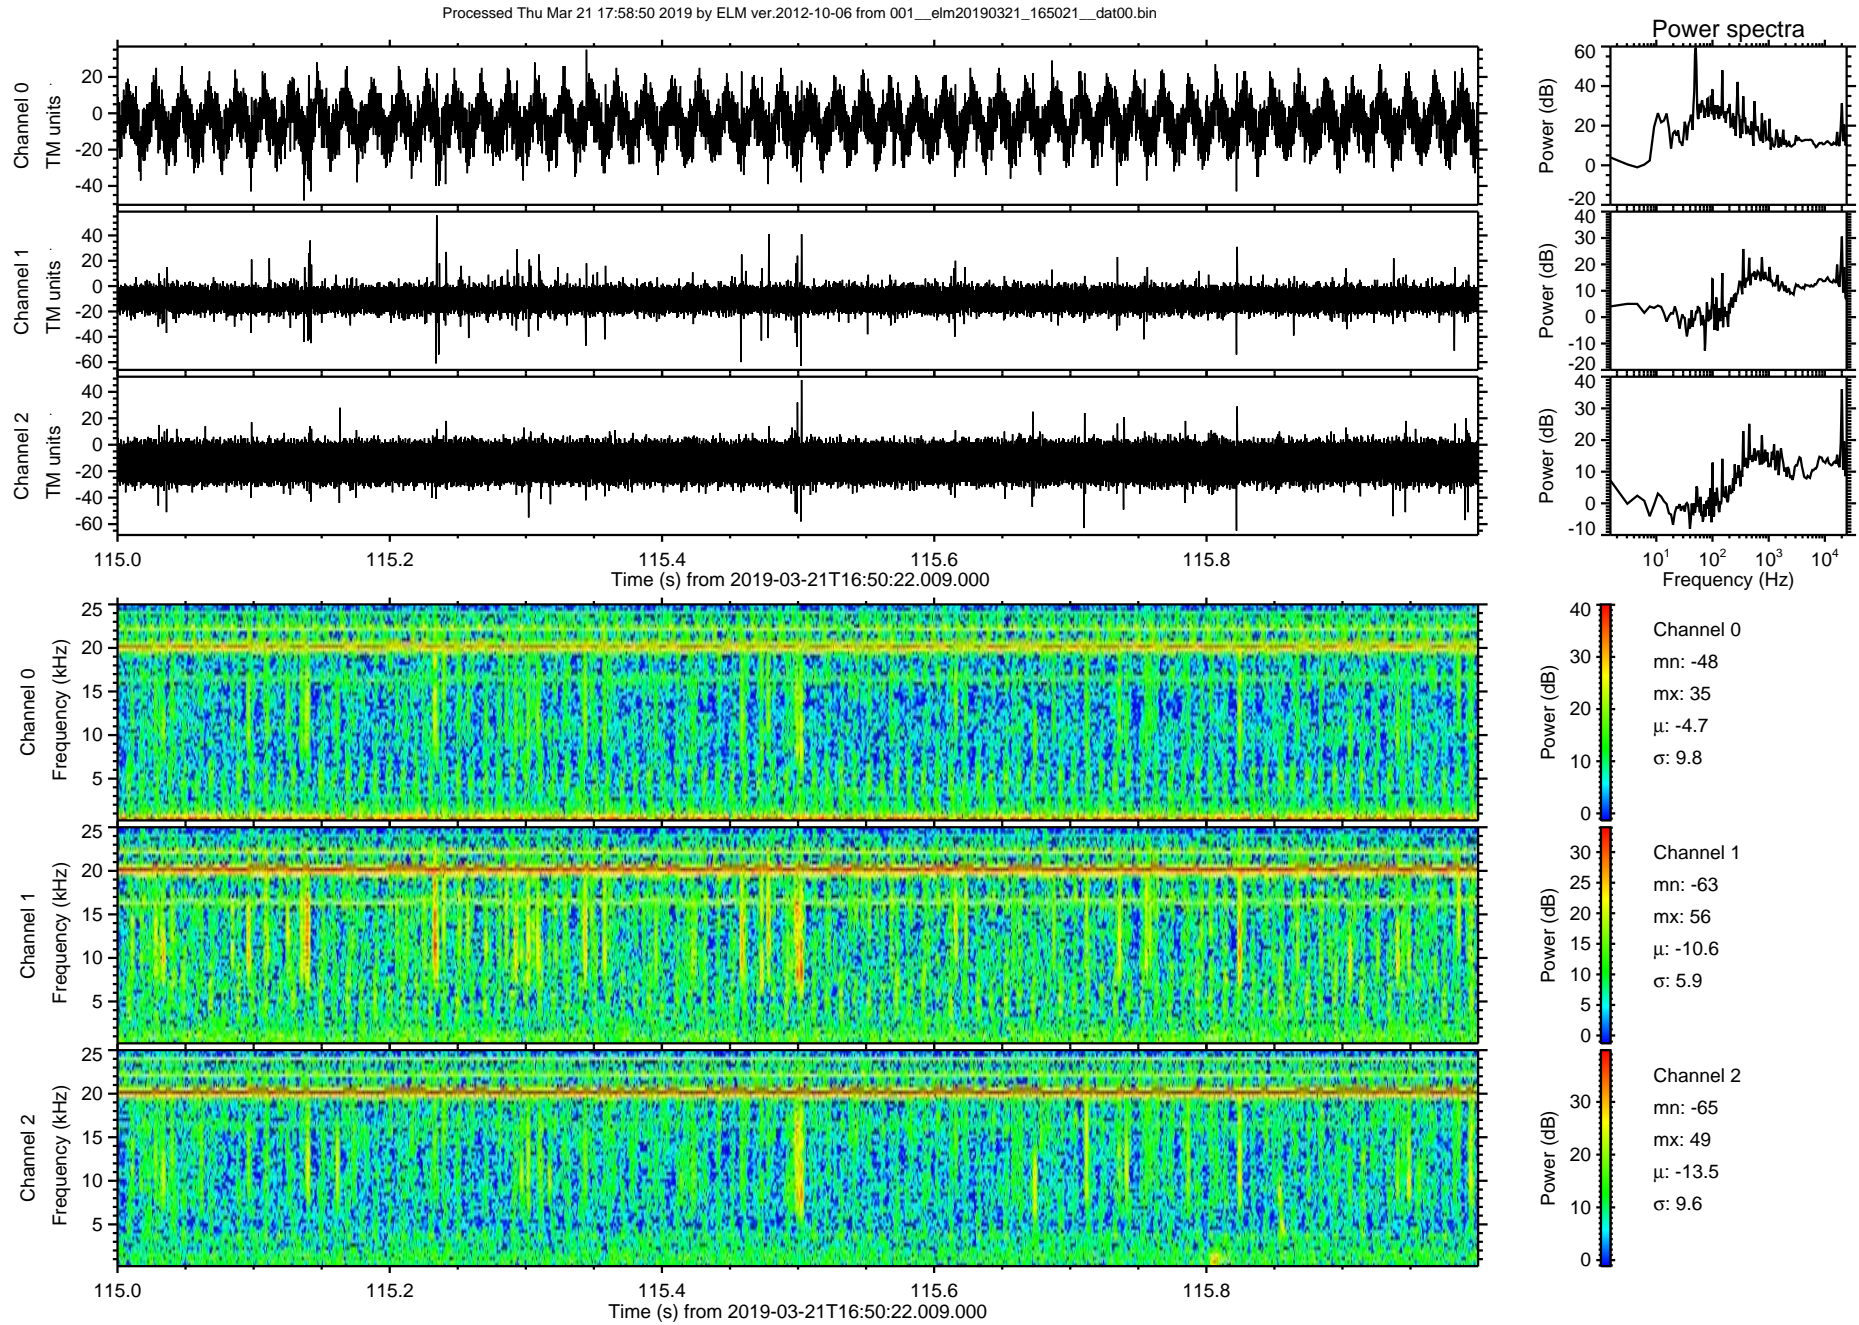 Processed Thu Mar 21 17:58:50 2019 by ELM ver.2012-10-06 from 001__elm20190321_165021__dat00.bin
Power spectra
Channel 0
TM units
20
0
-20
-40
Power (dB)
60
40
20
0
-20
Channel 1
TM units
40
20
0
-20
-40
-60
Power (dB)
40
30
20
10
0
-10
-20
Channel 2
TM units
40
20
0
-20
-40
-60
Power (dB)
40
30
20
10
0
-10
115.0 115.2 115.4 115.6 115.8
Time (s) from 2019-03-21T16:50:22.009.000
10¹ 10² 10³ 10⁴
Frequency (Hz)
Channel 0
Frequency (kHz)
25
20
15
10
5
Power (dB)
40
30
20
10
0
Channel 0
mn: -48
mx: 35
μ: -4.7
σ: 9.8
Channel 1
Frequency (kHz)
25
20
15
10
5
Power (dB)
30
25
20
15
10
5
0
Channel 1
mn: -63
mx: 56
μ: -10.6
σ: 5.9
Channel 2
Frequency (kHz)
25
20
15
10
5
Power (dB)
30
20
10
0
Channel 2
mn: -65
mx: 49
μ: -13.5
σ: 9.6
115.0 115.2 115.4 115.6 115.8
Time (s) from 2019-03-21T16:50:22.009.000